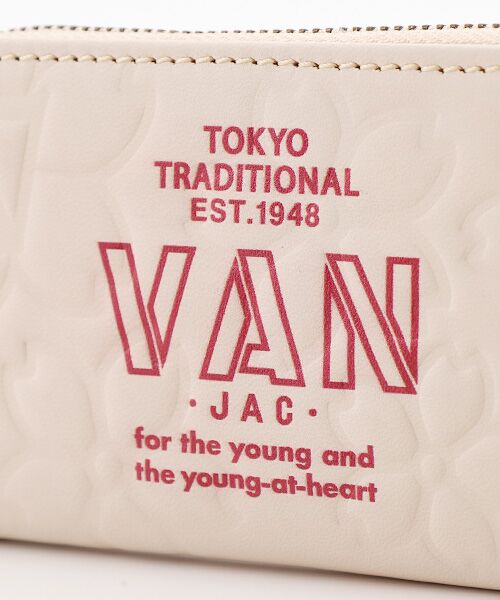 TOKYO
TRADITIONAL
EST.1948
VAN
·JAC·
for the young and
the young-at-heart